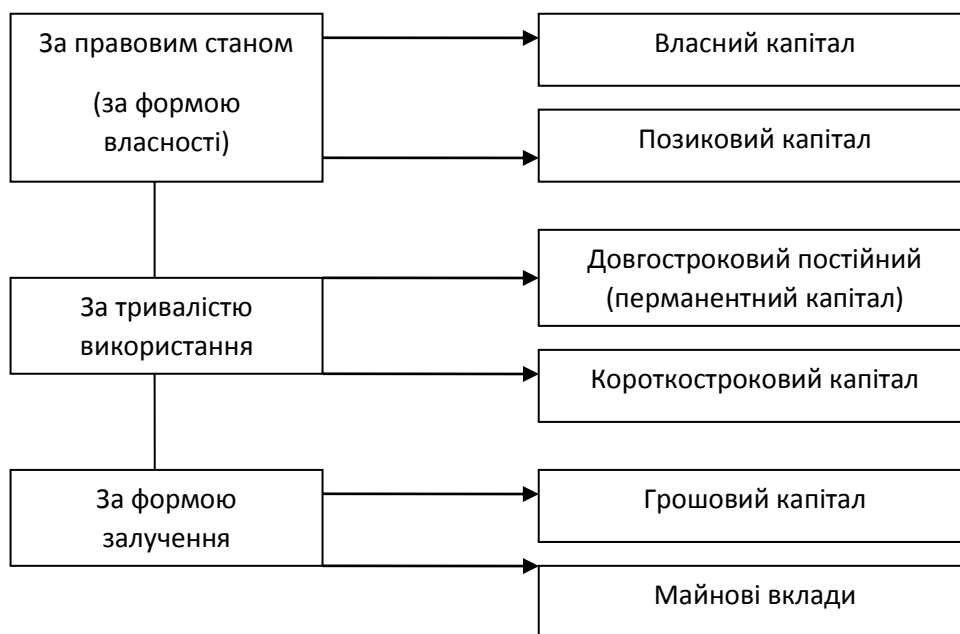 За правовим станом
(за формою
власності)
Власний капітал
Позиковий капітал
За тривалістю
використання
Довгостроковий постійний
(перманентний капітал)
Короткостроковий капітал
За формою
залучення
Грошовий капітал
Майнові вклади